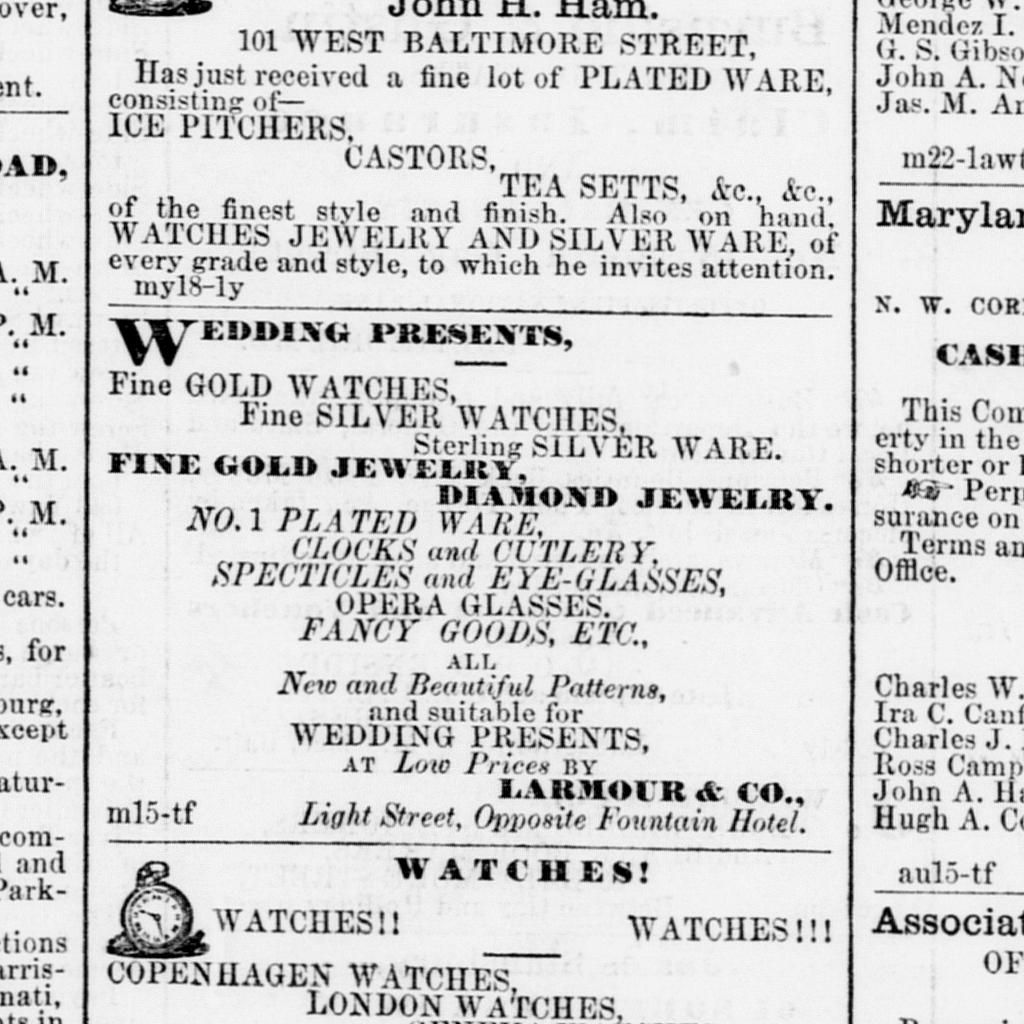 over,
ent.
OAD,
A. M.
“
P. M.
“
“
“
A. M.
“
P. M.
“
“
cars.
s, for
burg,
xcept
atur-
com-
l and
Park-
ctions
arris-
nati,
ts in
John H. Ham.
101 WEST BALTIMORE STREET,
Has just received a fine lot of PLATED WARE,
consisting of—
ICE PITCHERS,
CASTORS,
TEA SETTS, &c., &c.,
of the finest style and finish. Also on hand,
WATCHES JEWELRY AND SILVER WARE, of
every grade and style, to which he invites attention.
my18-1y
WEDDING PRESENTS,
Fine GOLD WATCHES,
Fine SILVER WATCHES,
Sterling SILVER WARE.
FINE GOLD JEWELRY,
DIAMOND JEWELRY.
NO. 1 PLATED WARE,
CLOCKS and CUTLERY,
SPECTICLES and EYE-GLASSES,
OPERA GLASSES.
FANCY GOODS, ETC.,
ALL
New and Beautiful Patterns,
and suitable for
WEDDING PRESENTS,
AT Low Prices BY
LARMOUR & CO.,
m15-tf Light Street, Opposite Fountain Hotel.
WATCHES!
WATCHES!! WATCHES!!!
COPENHAGEN WATCHES,
LONDON WATCHES,
George W.
Mendez I.
G. S. Gibso
John A. Ne
Jas. M. An
m22-1awt
Marylan
N. W. COR
CASH
This Com
erty in the
shorter or l
☞ Perp
surance on
Terms an
Office.
Charles W.
Ira C. Canf
Charles J.
Ross Camp
John A. Ha
Hugh A. Co
au15-tf
Associat
OF